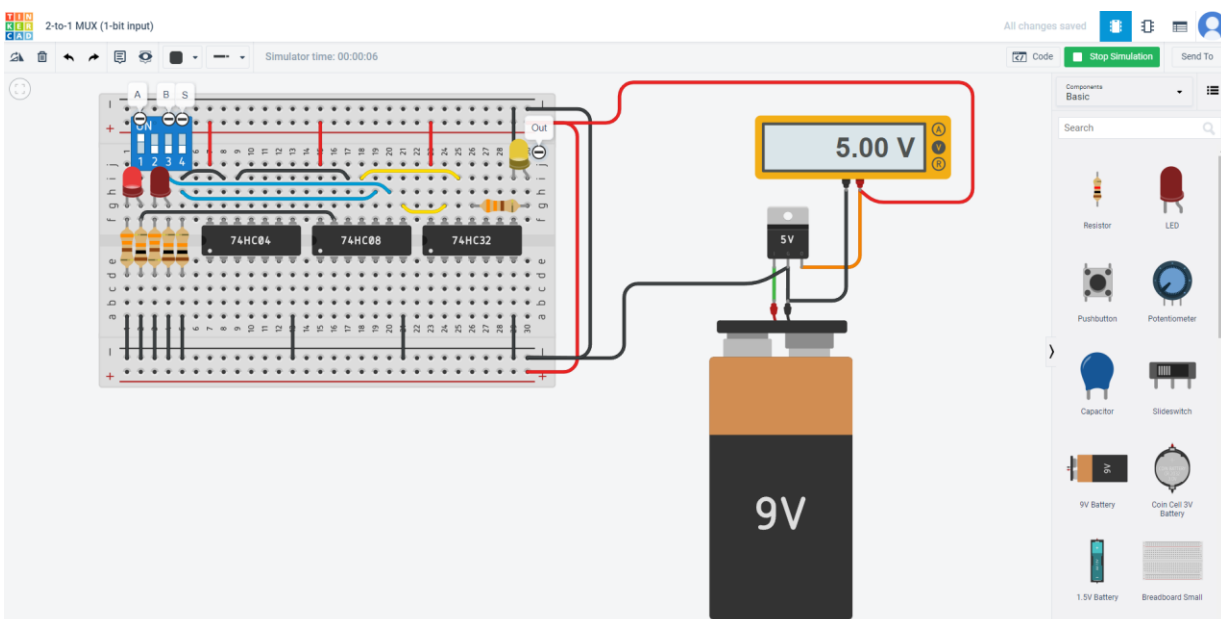 TIN
KER
CAD
2-to-1 MUX (1-bit input)
All changes saved
Simulator time: 00:00:06
Code
Stop Simulation
Send To
Components
Basic
Search
A
B
S
ON
1 2 3 4
Out
74HC04
74HC08
74HC32
5.00 V
A
V
R
5V
9V
Resistor
LED
Pushbutton
Potentiometer
Capacitor
Slideswitch
9V Battery
Coin Cell 3V
Battery
1.5V Battery
Breadboard Small